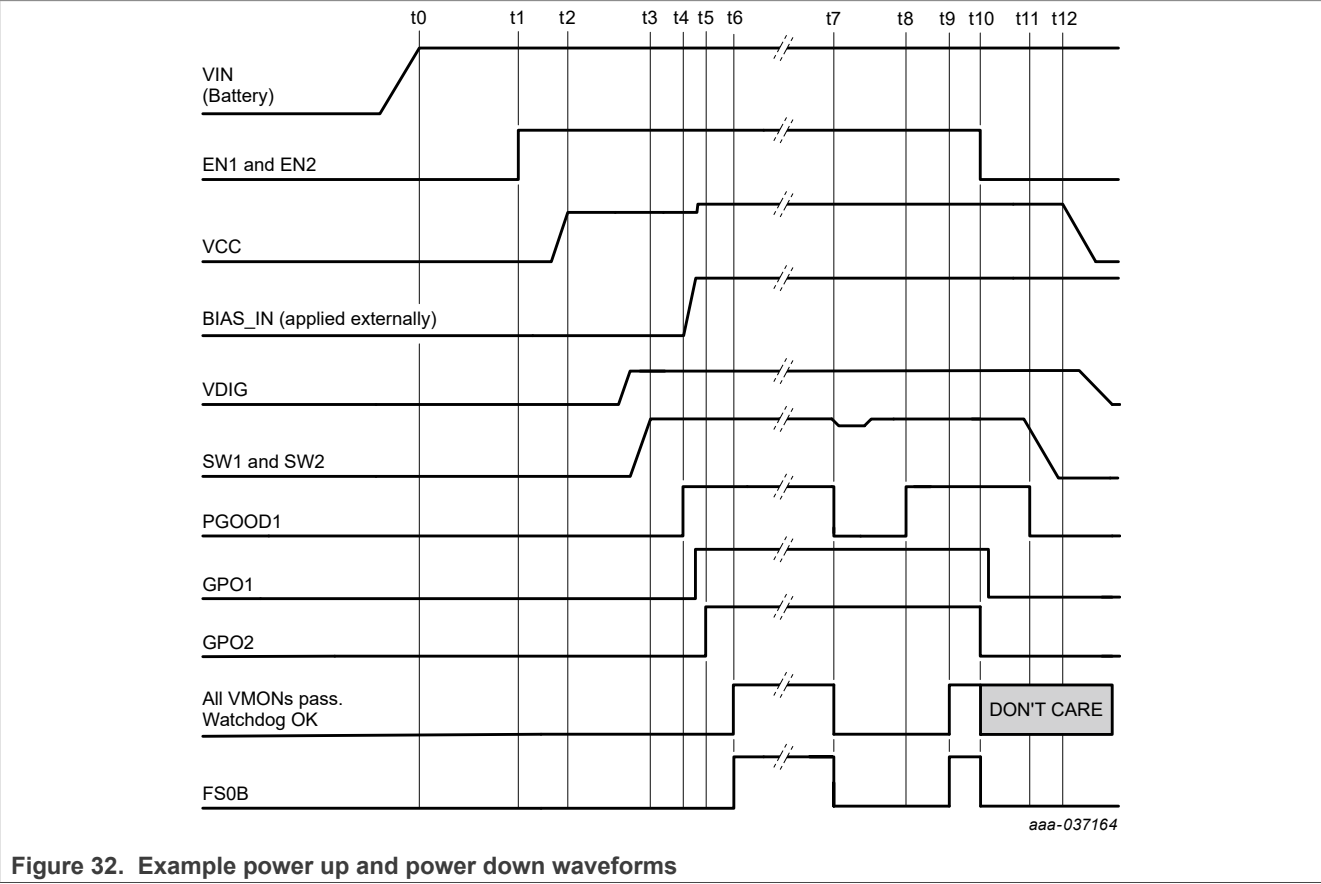 t0 t1 t2 t3 t4 t5 t6 t7 t8 t9 t10 t11 t12
VIN
(Battery)
EN1 and EN2
VCC
BIAS_IN (applied externally)
VDIG
SW1 and SW2
PGOOD1
GPO1
GPO2
All VMONs pass.
Watchdog OK
DON'T CARE
FS0B
aaa-037164
Figure 32. Example power up and power down waveforms